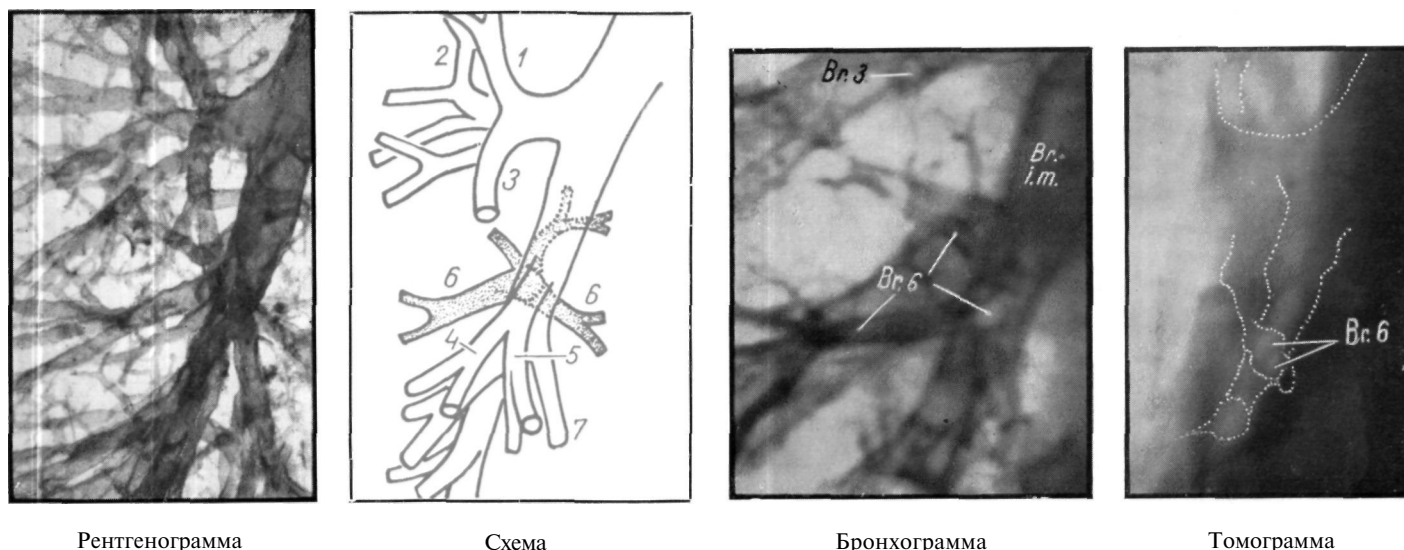 2
1
3
6
6
4
5
7
Br. 3
Br.
i.m.
Br. 6
Br. 6
Рентгенограмма
Схема
Бронхограмма
Томограмма